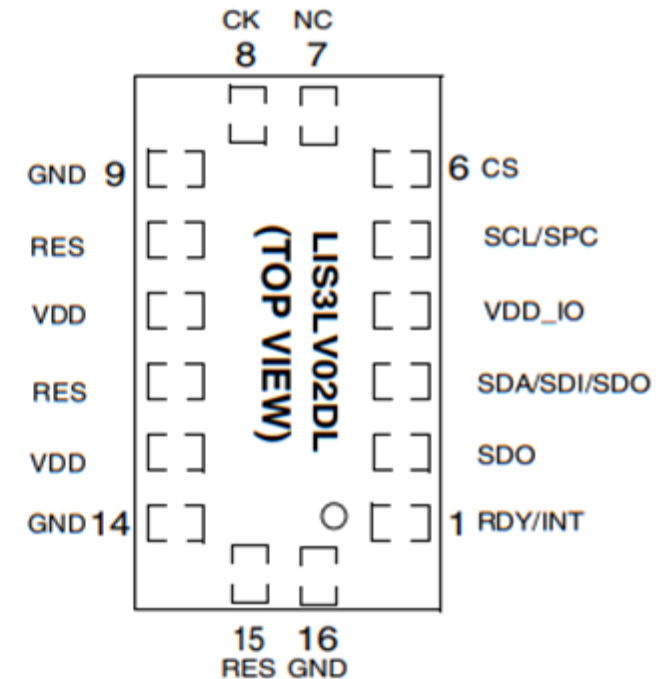 CK NC
8 7
GND 9
6 CS
RES
SCL/SPC
VDD
VDD_IO
RES
SDA/SDI/SDO
VDD
SDO
GND 14
1 RDY/INT
LIS3LV02DL
(TOP VIEW)
15 16
RES GND